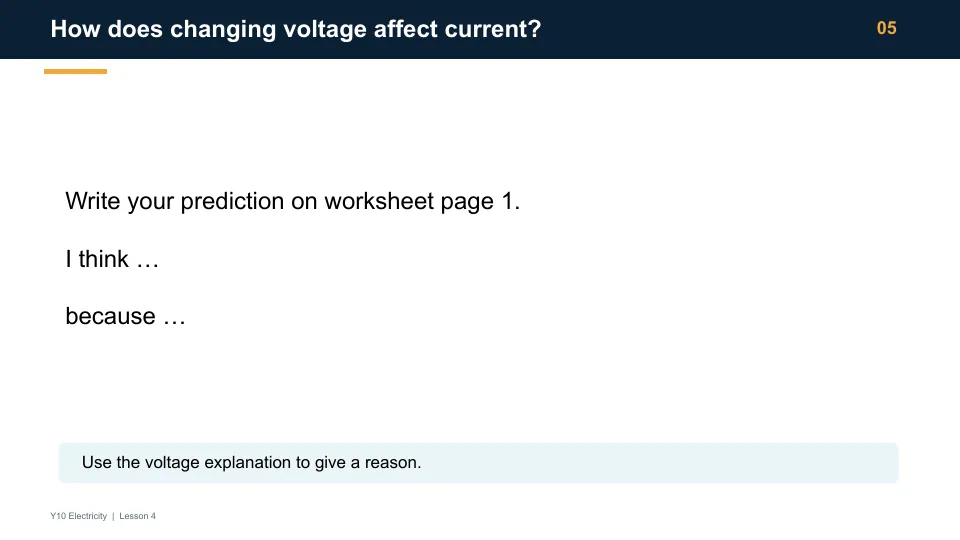 How does changing voltage affect current?
05
Write your prediction on worksheet page 1.
I think …
because …
Use the voltage explanation to give a reason.
Y10 Electricity | Lesson 4